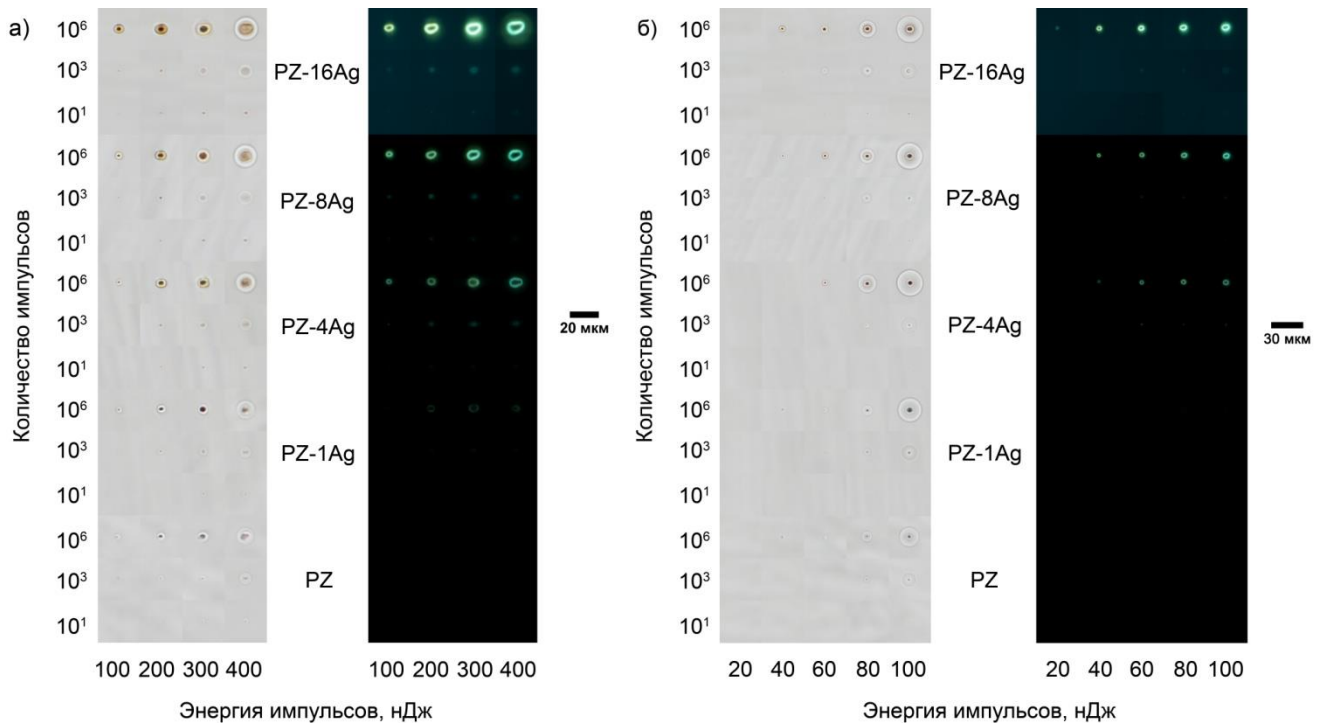 а)
Количество импульсов
10⁶
10³
10¹
PZ-16Ag
10⁶
10³
10¹
PZ-8Ag
10⁶
10³
10¹
PZ-4Ag
10⁶
10³
10¹
PZ-1Ag
10⁶
10³
10¹
PZ
100 200 300 400
100 200 300 400
Энергия импульсов, нДж
20 мкм
б)
Количество импульсов
10⁶
10³
10¹
PZ-16Ag
10⁶
10³
10¹
PZ-8Ag
10⁶
10³
10¹
PZ-4Ag
10⁶
10³
10¹
PZ-1Ag
10⁶
10³
10¹
PZ
20 40 60 80 100
20 40 60 80 100
Энергия импульсов, нДж
30 мкм